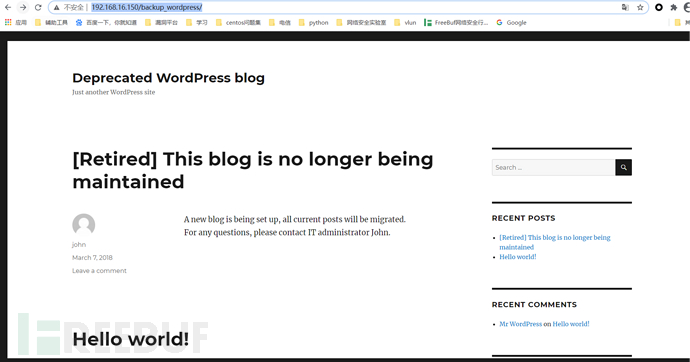 不安全 | 192.168.16.150/backup_wordpress/
应用 辅助工具 百度一下，你就知道 漏洞平台 学习 centos问题集 电信 python 网络安全实验室 vlun FreeBuf网络安全行... Google
Deprecated WordPress blog
Just another WordPress site
[Retired] This blog is no longer being
maintained
john
March 7, 2018
Leave a comment
A new blog is being set up, all current posts will be migrated.
For any questions, please contact IT administrator John.
Search ...
RECENT POSTS
[Retired] This blog is no longer being
maintained
Hello world!
RECENT COMMENTS
Mr WordPress on Hello world!
Hello world!
FREEBUF